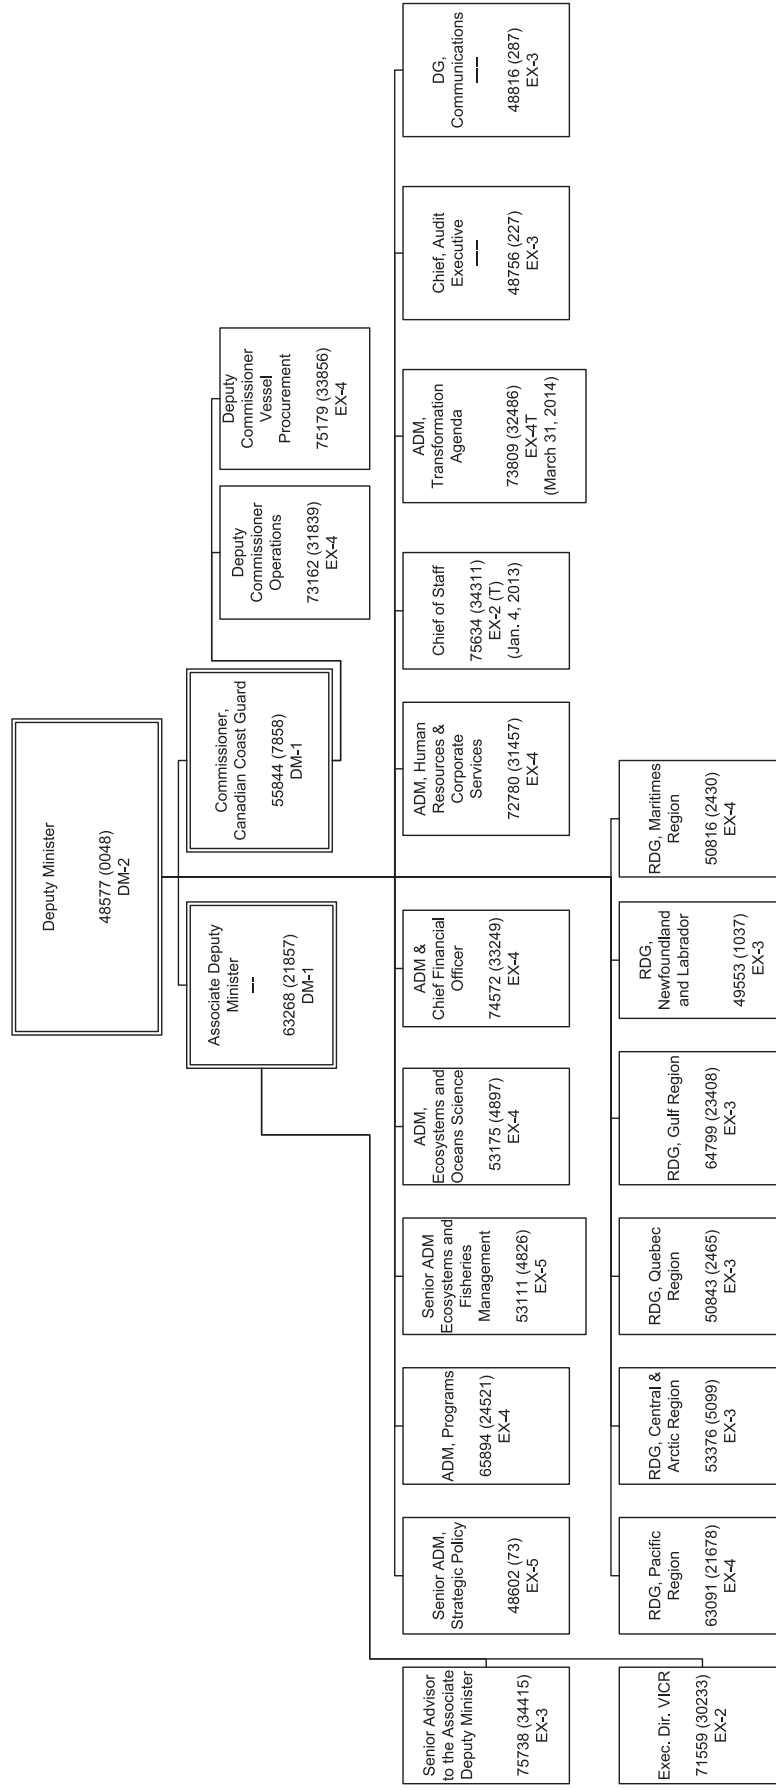 Deputy Minister
48577 (0048)
DM-2
Associate Deputy
Minister
---
63268 (21857)
DM-1
Commissioner,
Canadian Coast Guard
55844 (7858)
DM-1
Deputy
Commissioner
Operations
73162 (31839)
EX-4
Deputy
Commissioner
Vessel
Procurement
75179 (33856)
EX-4
Senior Advisor
to the Associate
Deputy Minister
75738 (34415)
EX-3
Senior ADM,
Strategic Policy
48602 (73)
EX-5
ADM, Programs
65894 (24521)
EX-4
Senior ADM
Ecosystems and
Fisheries
Management
53111 (4826)
EX-5
ADM,
Ecosystems and
Oceans Science
53175 (4897)
EX-4
ADM &
Chief Financial
Officer
74572 (33249)
EX-4
ADM, Human
Resources &
Corporate
Services
72780 (31457)
EX-4
Chief of Staff
75634 (34311)
EX-2 (T)
(Jan. 4, 2013)
ADM,
Transformation
Agenda
73809 (32486)
EX-4T
(March 31, 2014)
Chief, Audit
Executive
----
48756 (227)
EX-3
DG,
Communications
----
48816 (287)
EX-3
Exec. Dir. VICR
71559 (30233)
EX-2
RDG, Pacific
Region
63091 (21678)
EX-4
RDG, Central &
Arctic Region
53376 (5099)
EX-3
RDG, Quebec
Region
50843 (2465)
EX-3
RDG, Gulf Region
64799 (23408)
EX-3
RDG,
Newfoundland
and Labrador
49553 (1037)
EX-3
RDG, Maritimes
Region
50816 (2430)
EX-4